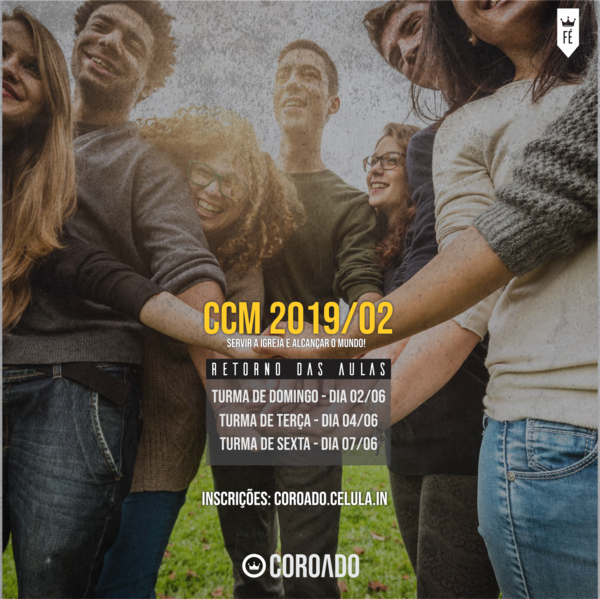 FÉ
CCM 2019/02
SERVIR A IGREJA E ALCANÇAR O MUNDO!
RETORNO DAS AULAS
TURMA DE DOMINGO - DIA 02/06
TURMA DE TERÇA - DIA 04/06
TURMA DE SEXTA - DIA 07/06
INSCRIÇÕES: COROADO.CELULA.IN
COROADO